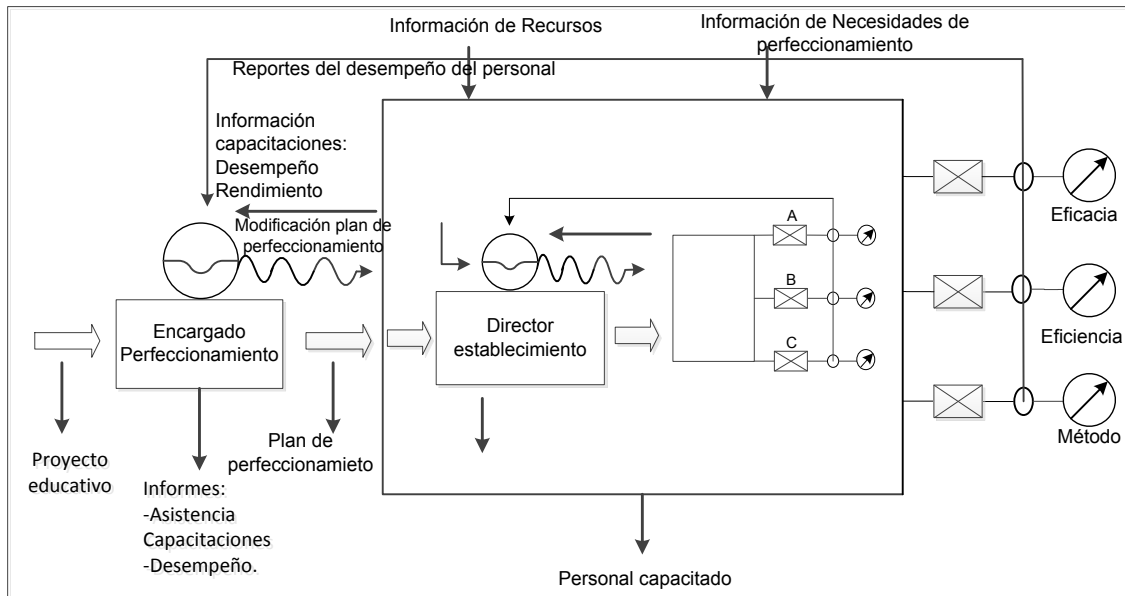 Información de Recursos
Información de Necesidades de
perfeccionamiento
Reportes del desempeño del personal
Información
capacitaciones:
Desempeño
Rendimiento
Modificación plan de
perfeccionamiento
Encargado
Perfeccionamiento
Director
establecimiento
A
B
C
Eficacia
Eficiencia
Método
Proyecto
educativo
Plan de
perfeccionamieto
Informes:
-Asistencia
Capacitaciones
-Desempeño.
Personal capacitado